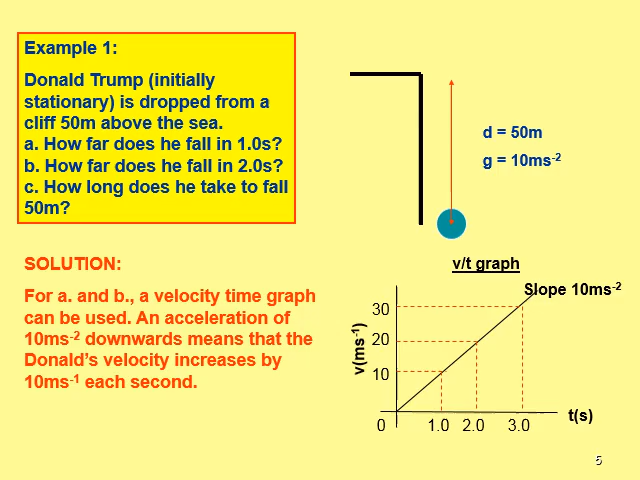 Example 1:
Donald Trump (initially
stationary) is dropped from a
cliff 50m above the sea.
a. How far does he fall in 1.0s?
b. How far does he fall in 2.0s?
c. How long does he take to fall
50m?
d = 50m
g = 10ms-2
SOLUTION:
For a. and b., a velocity time graph
can be used. An acceleration of
10ms-2 downwards means that the
Donald’s velocity increases by
10ms-1 each second.
v/t graph
Slope 10ms-2
v(ms-1)
30
20
10
0
1.0
2.0
3.0
t(s)
5